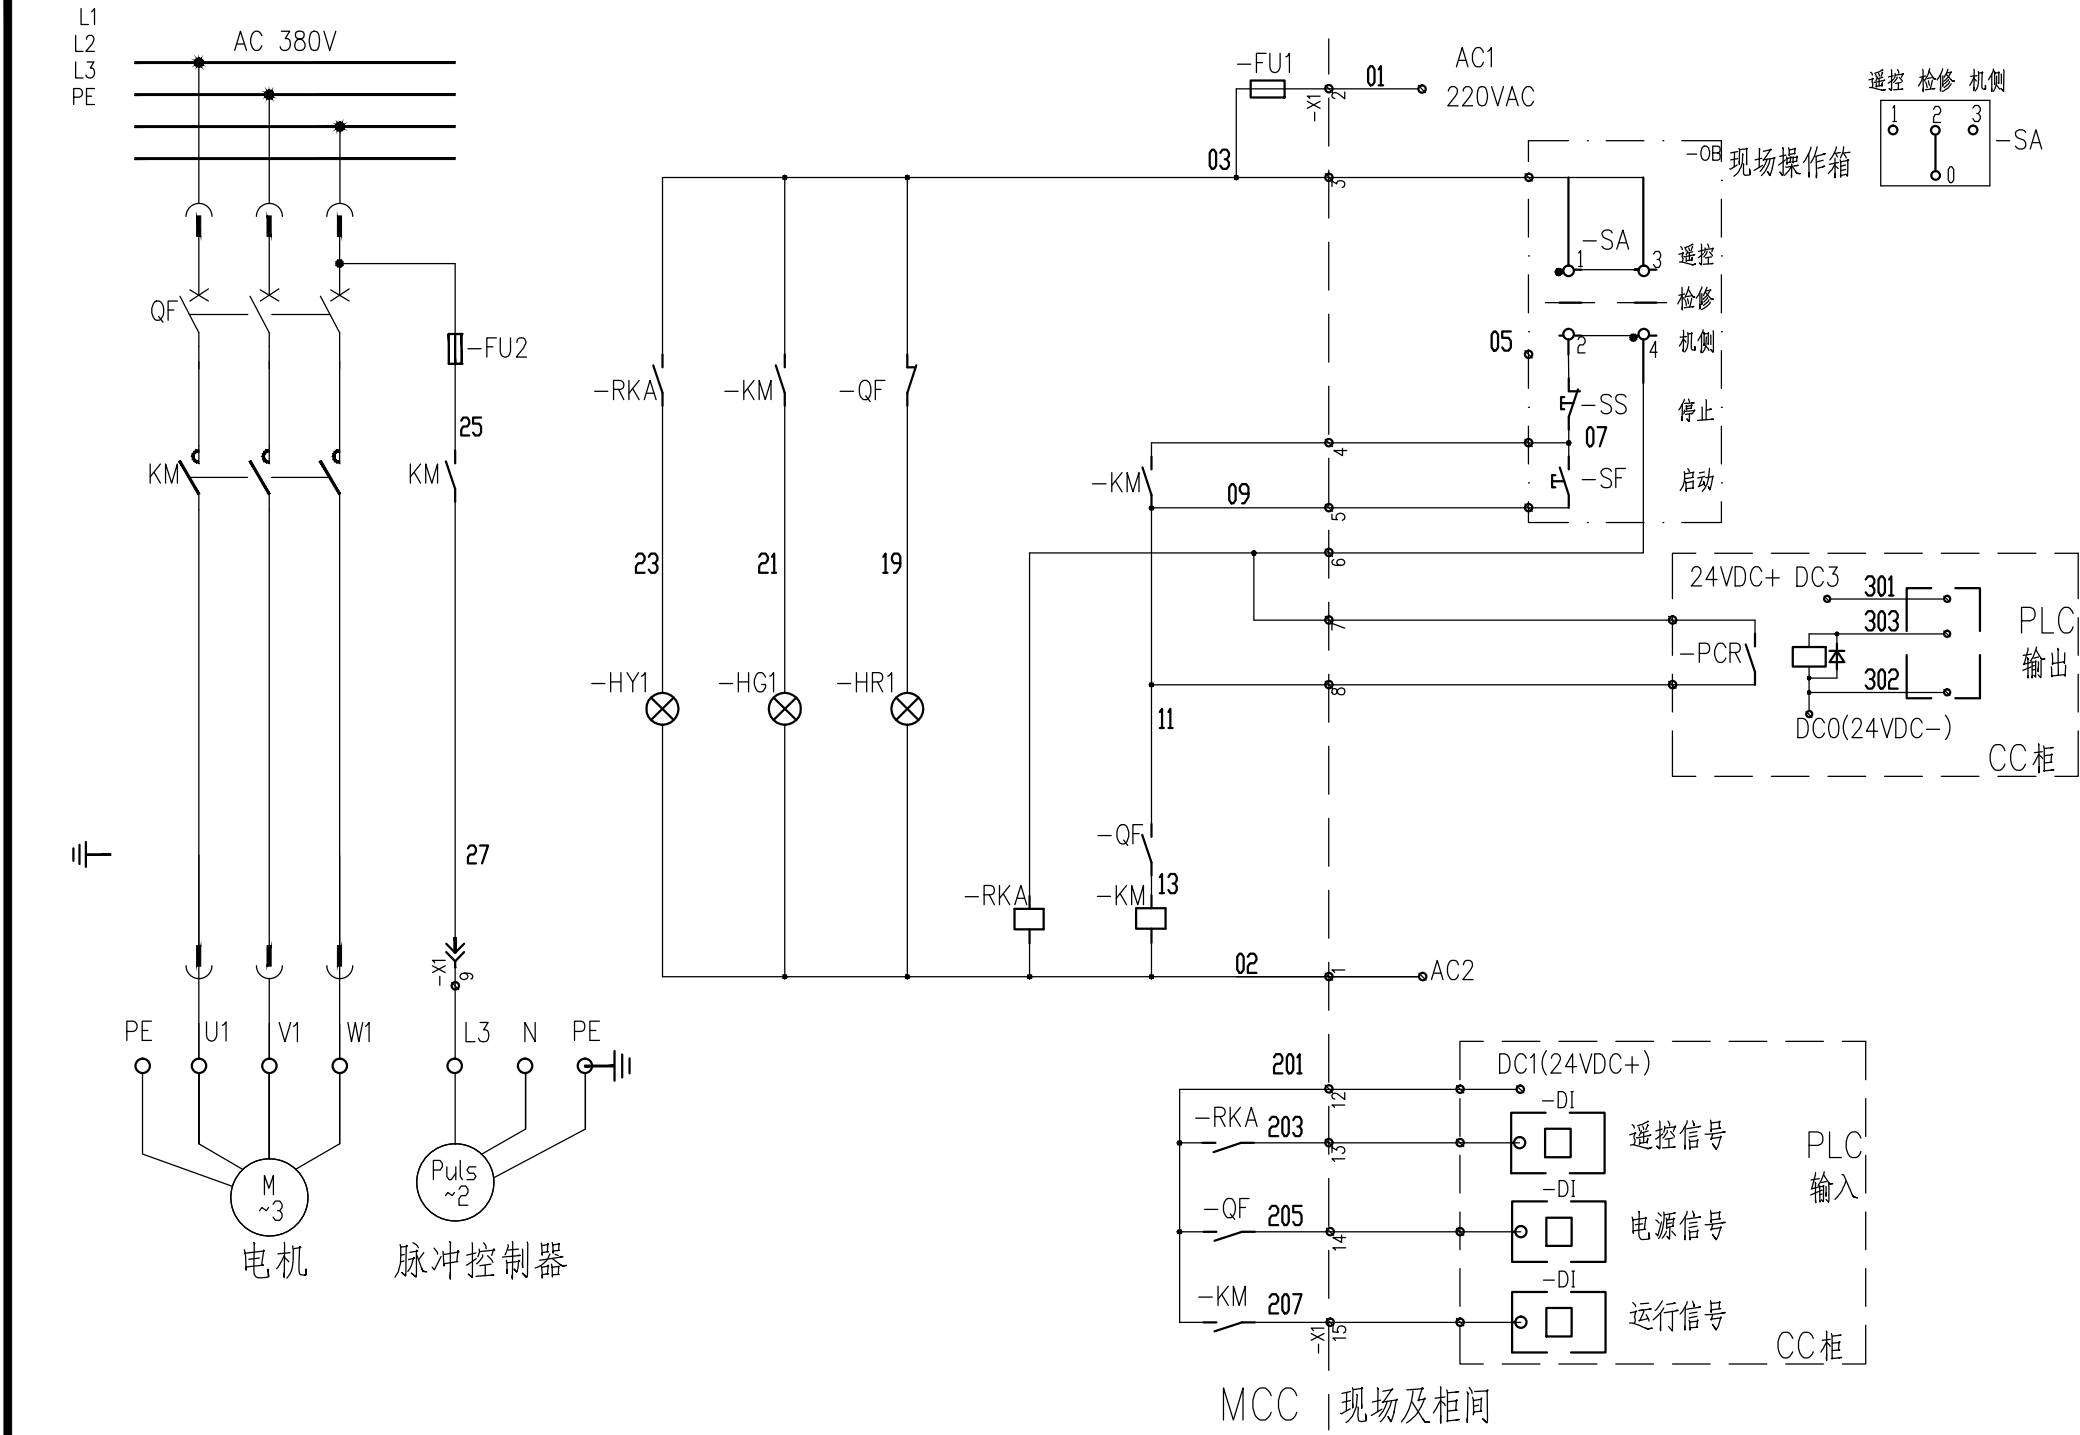 L1
L2
L3
PE
AC 380V
QF
KM
-FU2
25
KM
27
-X1
9
PE
U1
V1
W1
L3
N
PE
M
~3
Puls
~2
电机
脉冲控制器
-FU1
-X1
2
01
AC1
220VAC
03
3
-RKA
-KM
-QF
23
21
19
-HY1
-HG1
-HR1
-KM
09
4
5
6
7
8
11
-QF
13
-RKA
-KM
02
1
AC2
-OB
现场操作箱
-SA
1
3
遥控
检修
05
2
4
机侧
-SS
停止
07
-SF
启动
遥控 检修 机侧
1
2
3
-SA
0
24VDC+ DC3
301
303
-PCR
302
DC0(24VDC-)
PLC
输出
CC柜
201
12
DC1(24VDC+)
-RKA
203
13
-DI
遥控信号
PLC
输入
-QF
205
14
-DI
电源信号
-KM
207
-X1
15
-DI
运行信号
CC柜
MCC
现场及柜间